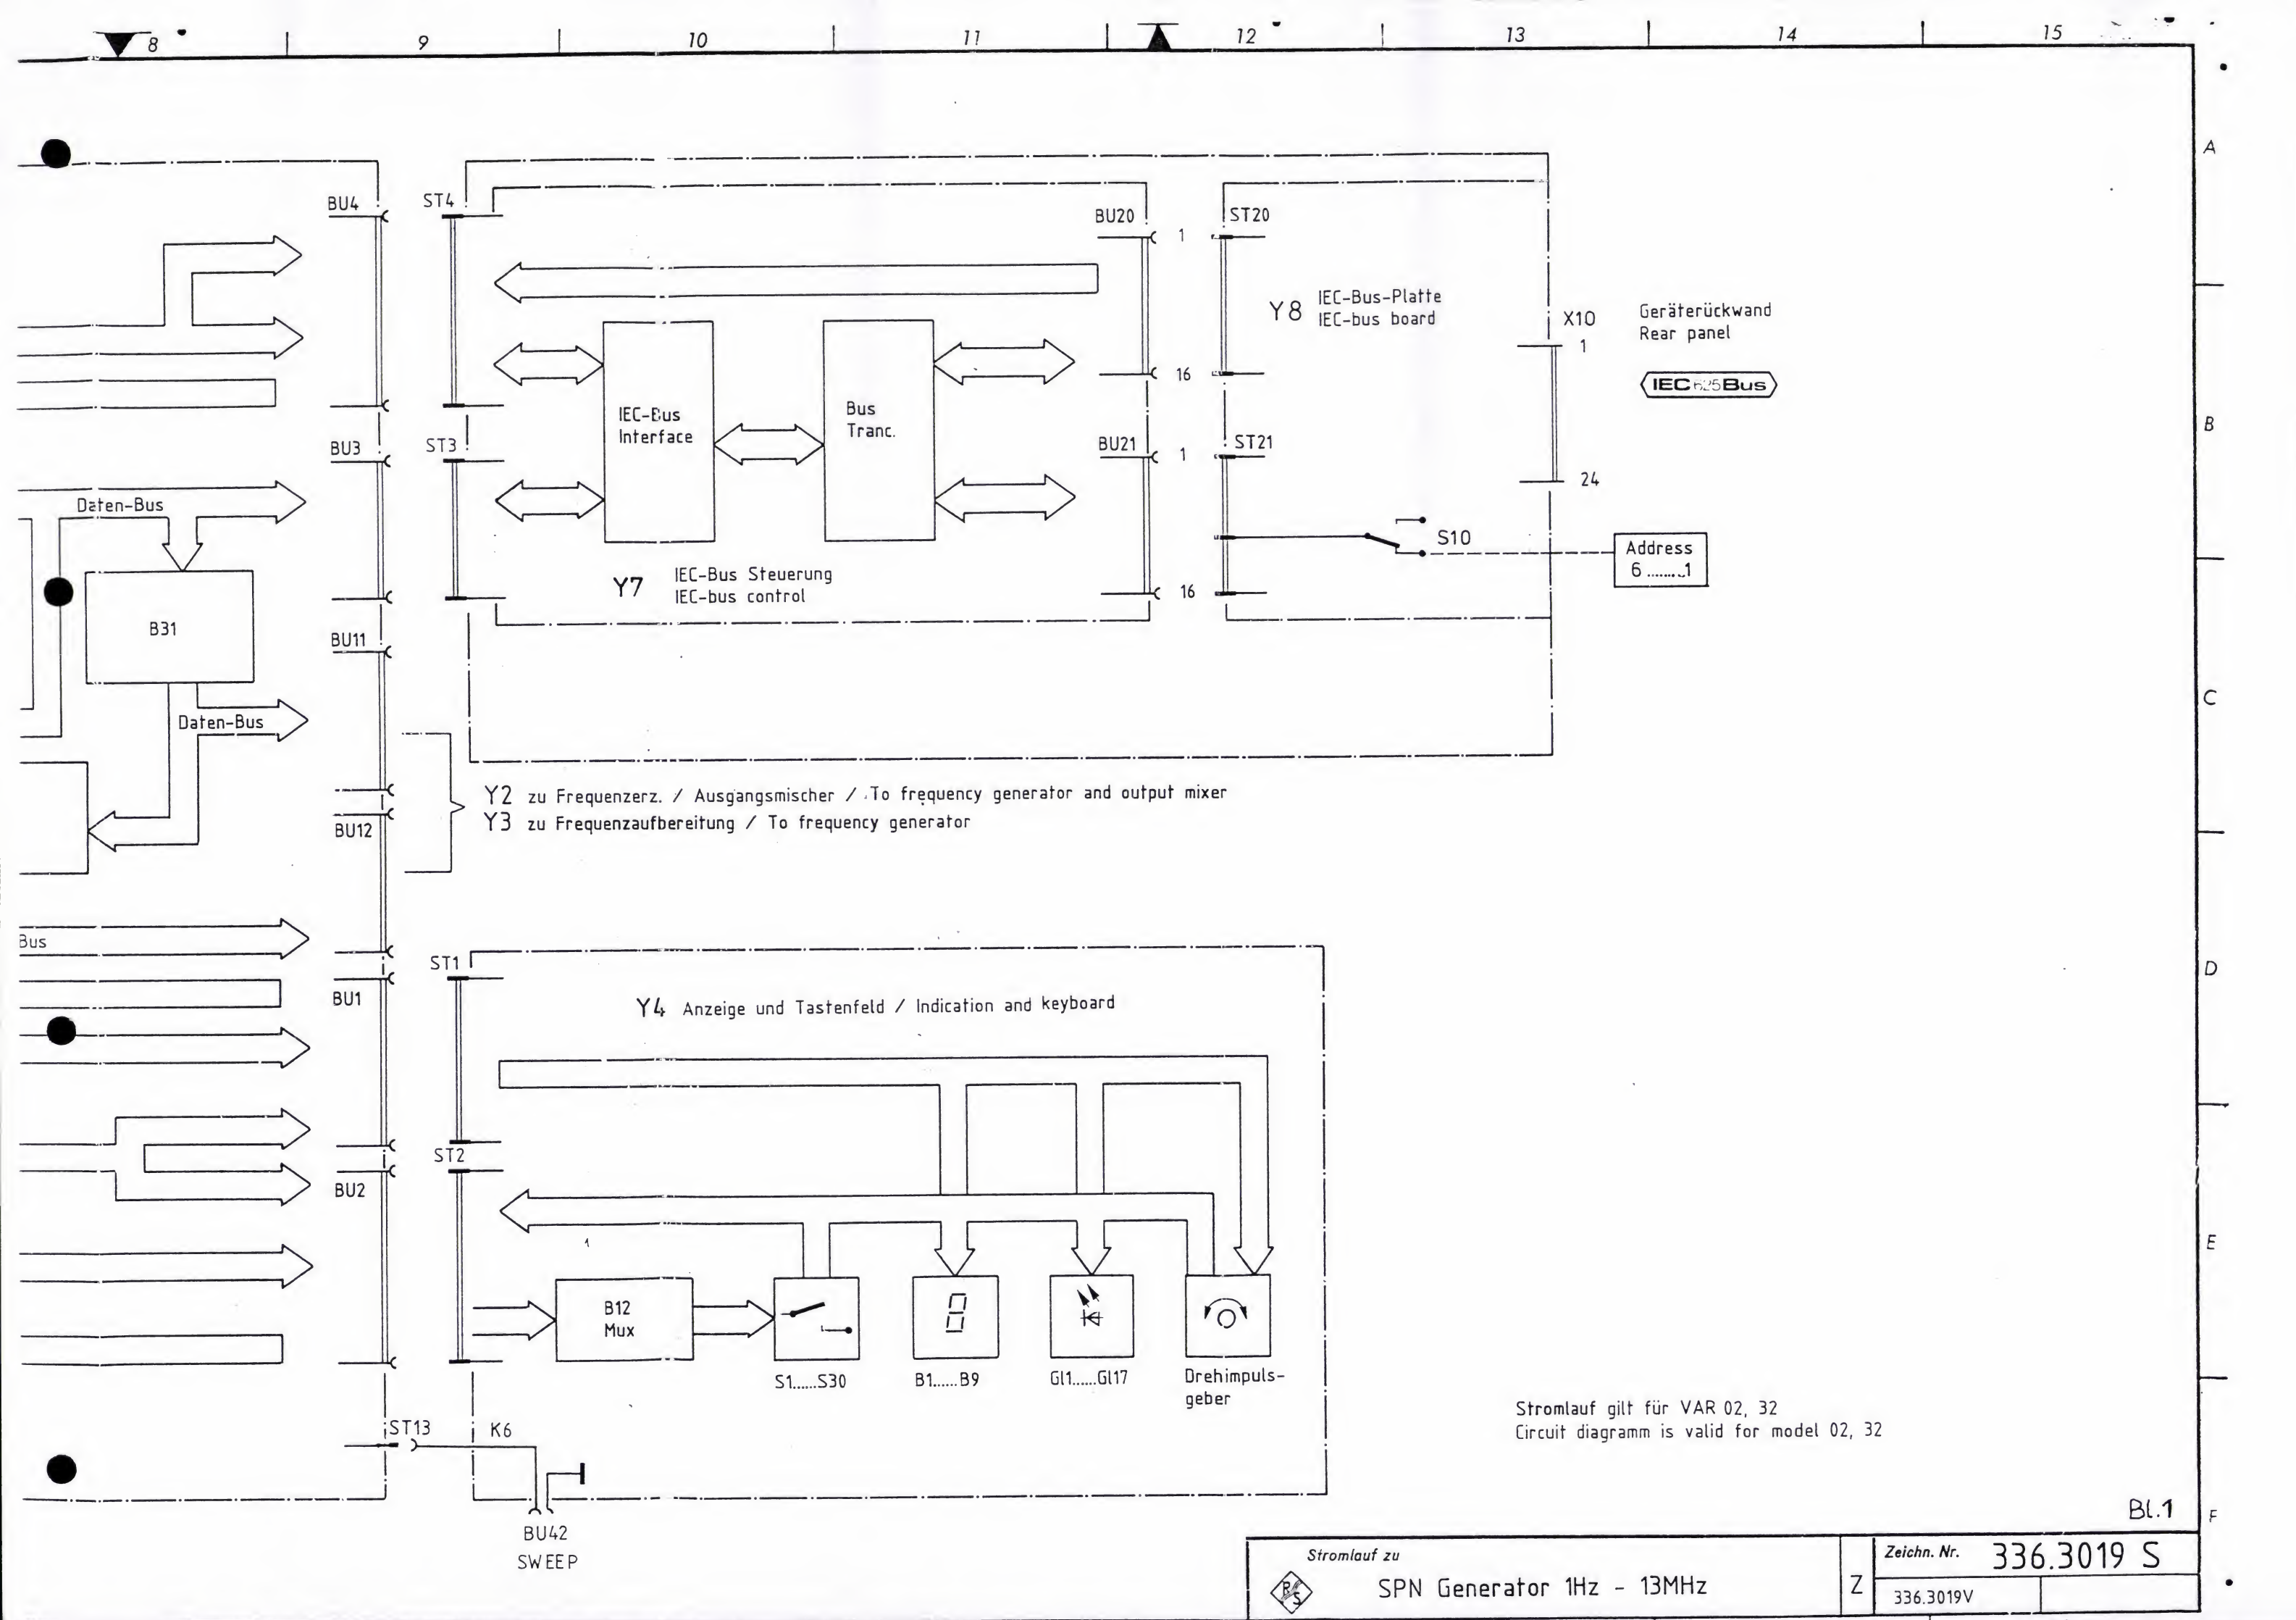 8 9 10 11 12 13 14 15
A
B
C
D
E
F
BU4
ST4
BU20
1
ST20
Y8 IEC-Bus-Platte
IEC-bus board
X10
1
Geräterückwand
Rear panel
IEC 625 Bus
16
IEC-Bus
Interface
Bus
Tranc.
BU3
ST3
BU21
1
ST21
24
Daten-Bus
S10
Address
6........1
Y7 IEC-Bus Steuerung
IEC-bus control
16
B31
BU11
Daten-Bus
Y2 zu Frequenzerz. / Ausgangsmischer / To frequency generator and output mixer
Y3 zu Frequenzaufbereitung / To frequency generator
BU12
Bus
ST1
BU1
Y4 Anzeige und Tastenfeld / Indication and keyboard
ST2
BU2
B12
Mux
S1......S30
B1......B9
Gl1......Gl17
Drehimpuls-
geber
ST13
K6
BU42
SWEEP
Stromlauf gilt für VAR 02, 32
Circuit diagramm is valid for model 02, 32
Bl.1
Stromlauf zu
R/S
SPN Generator 1Hz - 13MHz
Z
Zeichn. Nr. 336.3019 S
336.3019V